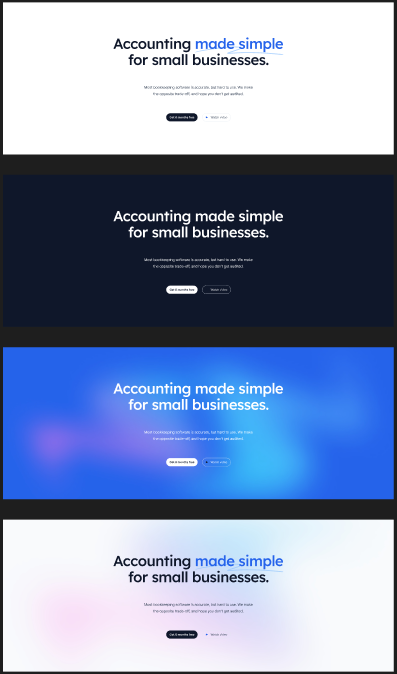 Accounting made simple
for small businesses.
Most bookkeeping software is accurate, but hard to use. We make
the opposite trade-off, and hope you don't get audited.
Get 6 months free
Watch video
Accounting made simple
for small businesses.
Most bookkeeping software is accurate, but hard to use. We make
the opposite trade-off, and hope you don't get audited.
Get 6 months free
Watch video
Accounting made simple
for small businesses.
Most bookkeeping software is accurate, but hard to use. We make
the opposite trade-off, and hope you don't get audited.
Get 6 months free
Watch video
Accounting made simple
for small businesses.
Most bookkeeping software is accurate, but hard to use. We make
the opposite trade-off, and hope you don't get audited.
Get 6 months free
Watch video